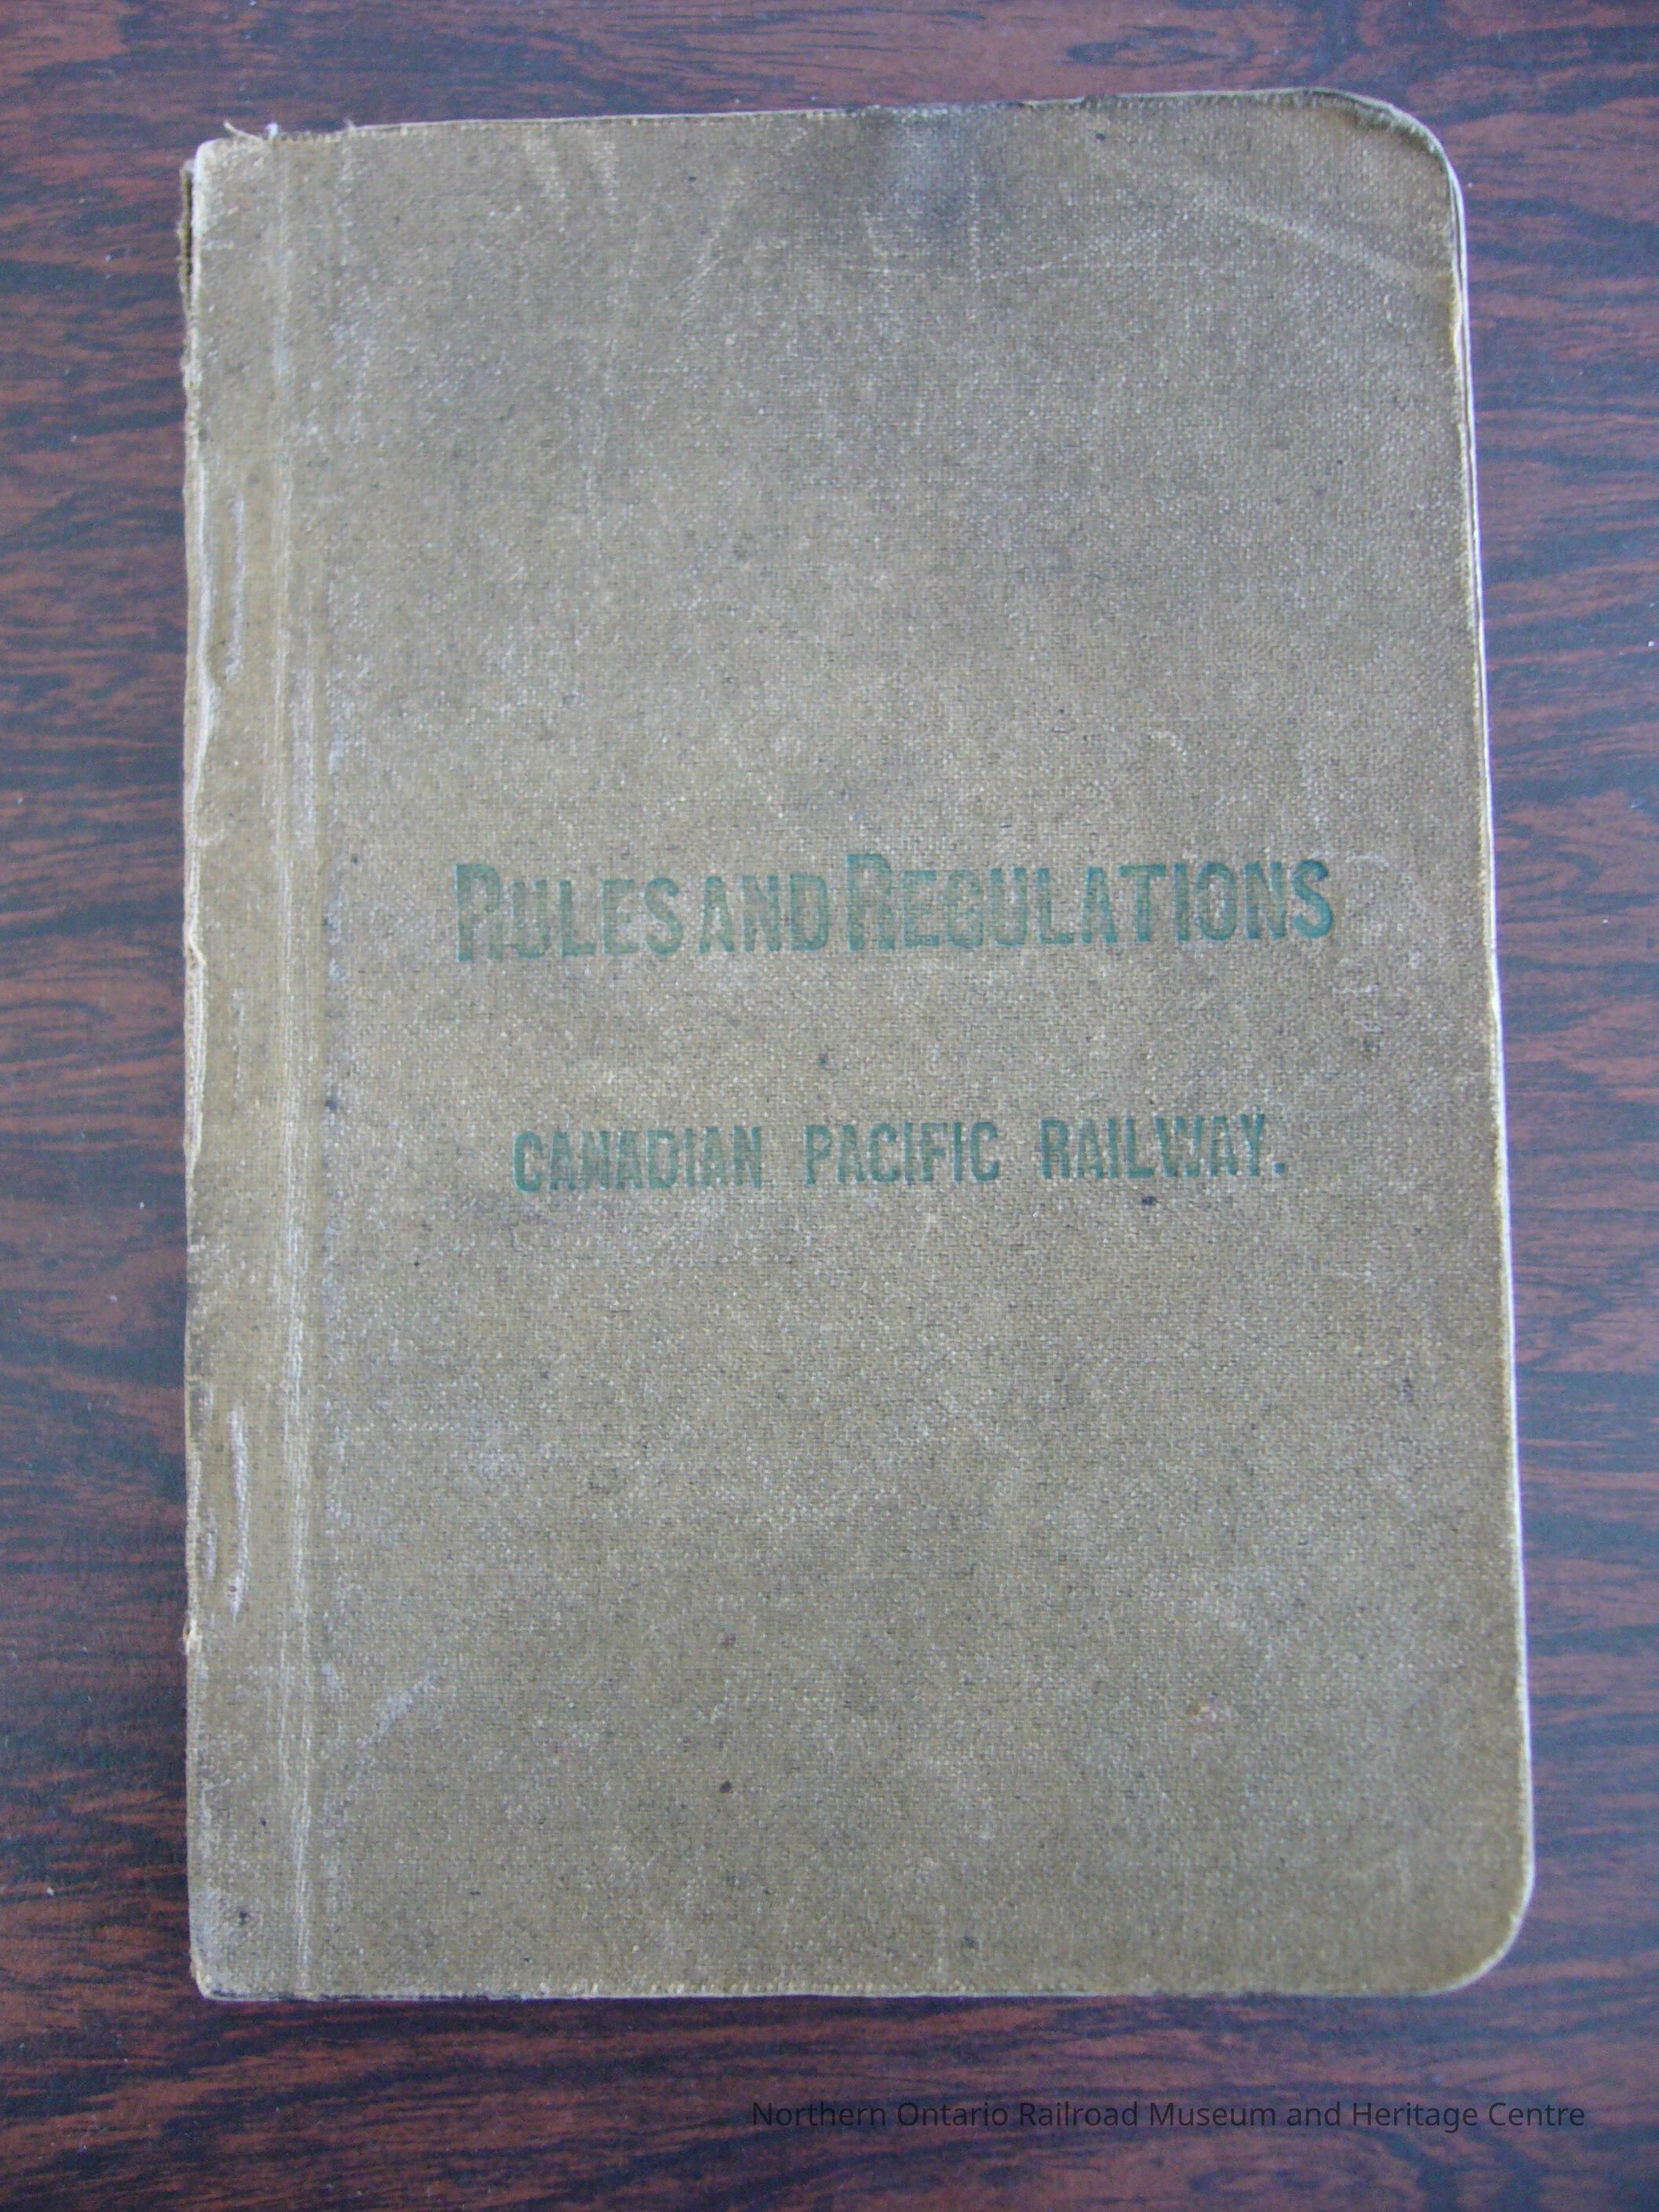 RULES AND REGULATIONS
CANADIAN PACIFIC RAILWAY.
Northern Ontario Railroad Museum and Heritage Centre